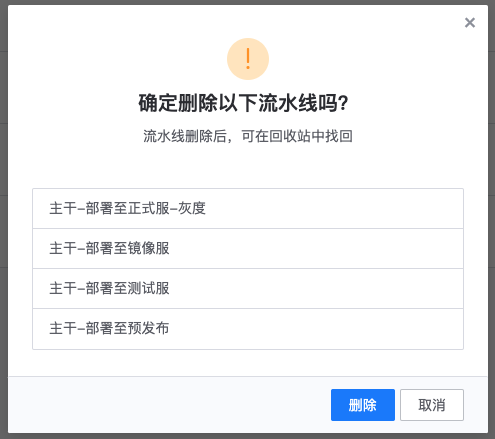 确定删除以下流水线吗?
流水线删除后，可在回收站中找回
主干-部署至正式服-灰度
主干-部署至镜像服
主干-部署至测试服
主干-部署至预发布
删除
取消